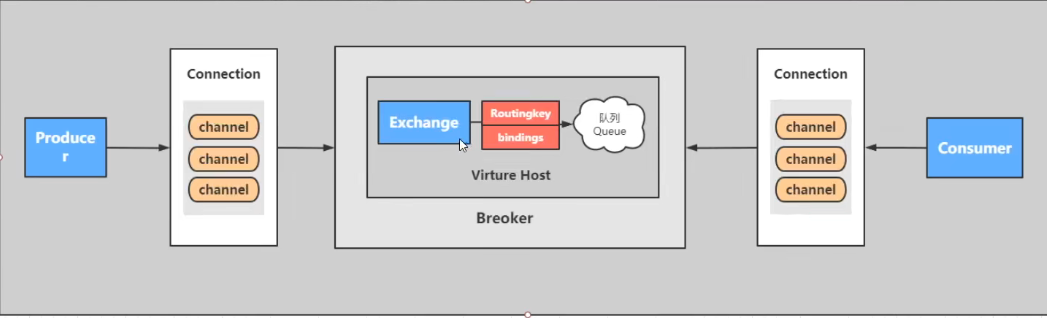 Produce
r
Connection
channel
channel
channel
Exchange
Routingkey
bindings
队列
Queue
Virture Host
Breoker
Connection
channel
channel
channel
Consumer